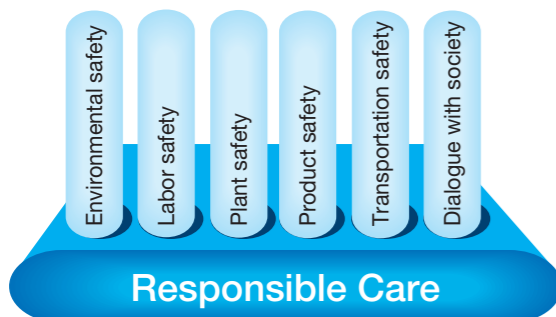 Environmental safety
Labor safety
Plant safety
Product safety
Transportation safety
Dialogue with society
Responsible Care